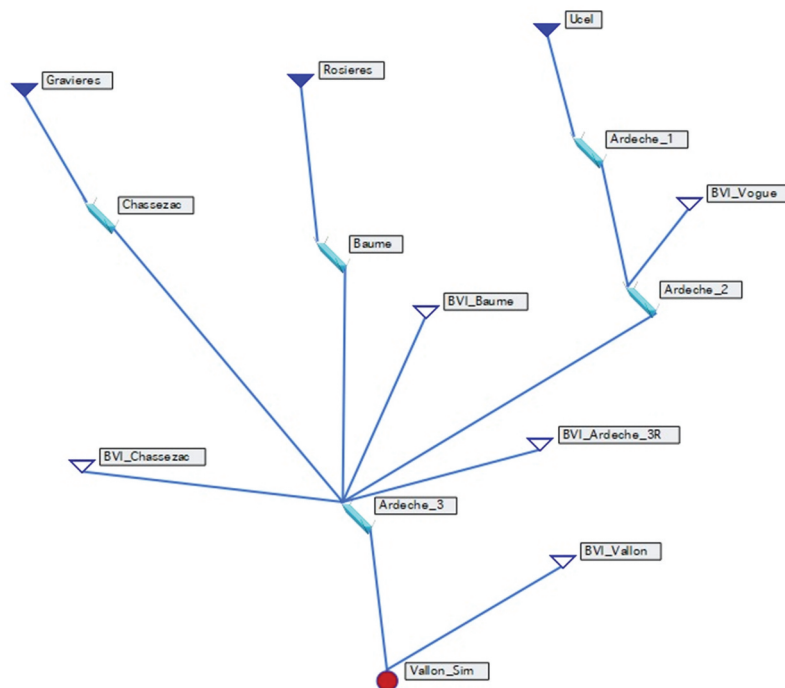 Ucel
Gravieres
Rosieres
Ardeche_1
BVI_Vogue
Chassezac
Baume
Ardeche_2
BVI_Baume
BVI_Ardeche_3R
BVI_Chassezac
Ardeche_3
BVI_Vallon
Vallon_Sim